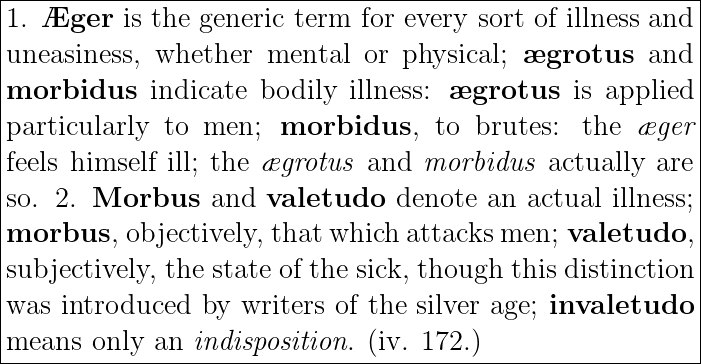 1. Æger is the generic term for every sort of illness and
uneasiness, whether mental or physical; ægrotus and
morbidus indicate bodily illness: ægrotus is applied
particularly to men; morbidus, to brutes: the æger
feels himself ill; the ægrotus and morbidus actually are
so. 2. Morbus and valetudo denote an actual illness;
morbus, objectively, that which attacks men; valetudo,
subjectively, the state of the sick, though this distinction
was introduced by writers of the silver age; invaletudo
means only an indisposition. (iv. 172.)